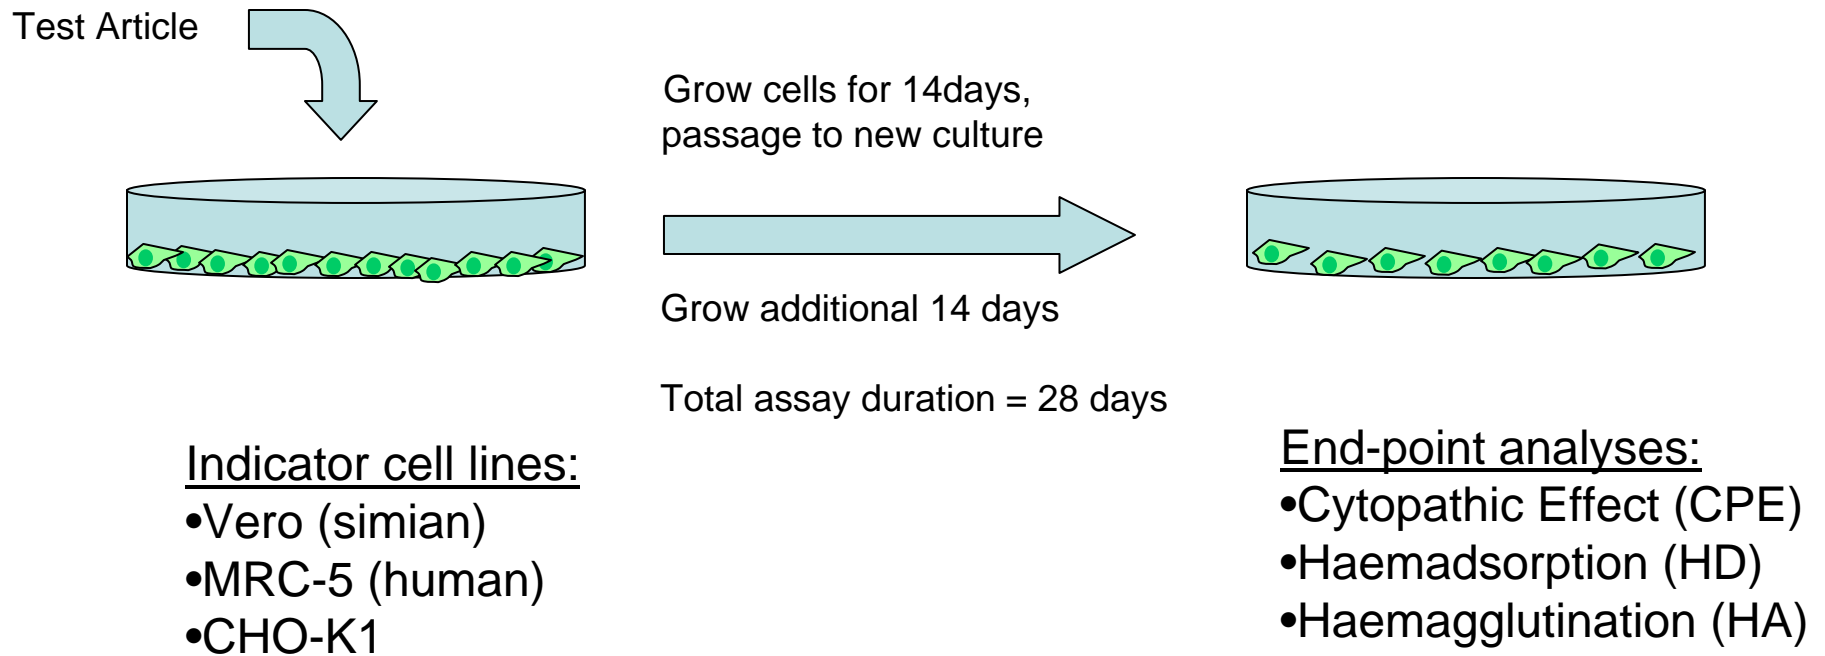 Test Article
Grow cells for 14days,
passage to new culture
Grow additional 14 days
Total assay duration = 28 days
Indicator cell lines:
•Vero (simian)
•MRC-5 (human)
•CHO-K1
End-point analyses:
•Cytopathic Effect (CPE)
•Haemadsorption (HD)
•Haemagglutination (HA)